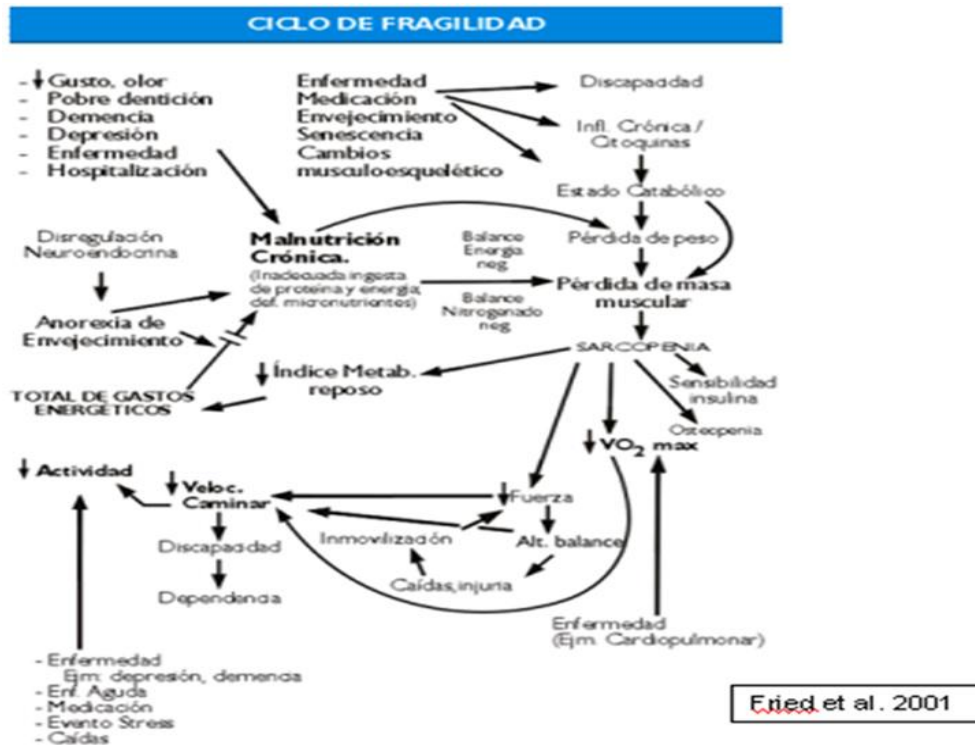 CICLO DE FRAGILIDAD
- Gusto, olor
- Pobre dentición
- Demencia
- Depresión
- Enfermedad
- Hospitalización
Enfermedad
Medicación
Envejecimiento
Senescencia
Cambios
musculoesquelético
Discapacidad
Infl. Crónica /
Citoquinas
Estado Catabólico
Pérdida de peso
Pérdida de masa
muscular
Disregulación
Neuroendocrina
Malnutrición
Crónica.
(Inadecuada ingesta
de proteína y energía;
def. micronutrientes)
Balance
Energía
neg.
Balance
Nitrogenado
neg.
Anorexia de
Envejecimiento
SARCOPENIA
Índice Metab.
reposo
Sensibilidad
insulina
TOTAL DE GASTOS
ENERGÉTICOS
Osteopenia
VO2 max
Actividad
Veloc.
Caminar
Fuerza
Inmovilización
Alt. balance
Discapacidad
Caídas, injuria
Dependencia
Enfermedad
(Ejm. Cardiopulmonar)
- Enfermedad
Ejm: depresión, demencia
- Enf. Aguda
- Medicación
- Evento Stress
- Caídas
Fried et al. 2001